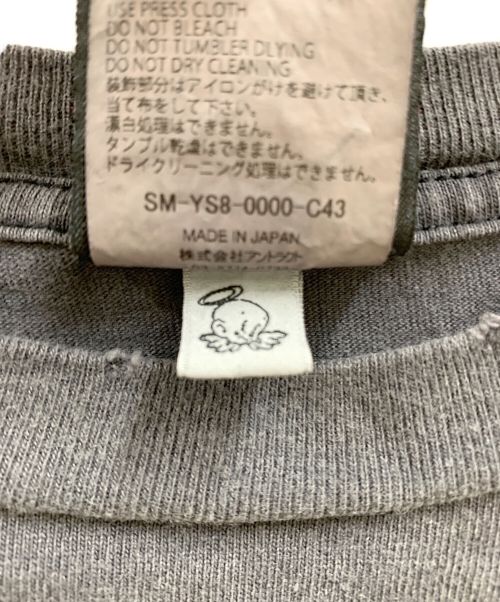 USE PRESS CLOTH
DO NOT BLEACH
DO NOT TUMBLER DLYING
DO NOT DRY CLEANING
装飾部分はアイロンがけを避けて頂き、
当て布をして下さい。
漂白処理はできません。
タンブル乾燥はできません。
ドライクリーニング処理はできません。
SM-YS8-0000-C43
MADE IN JAPAN
株式会社アントラクト